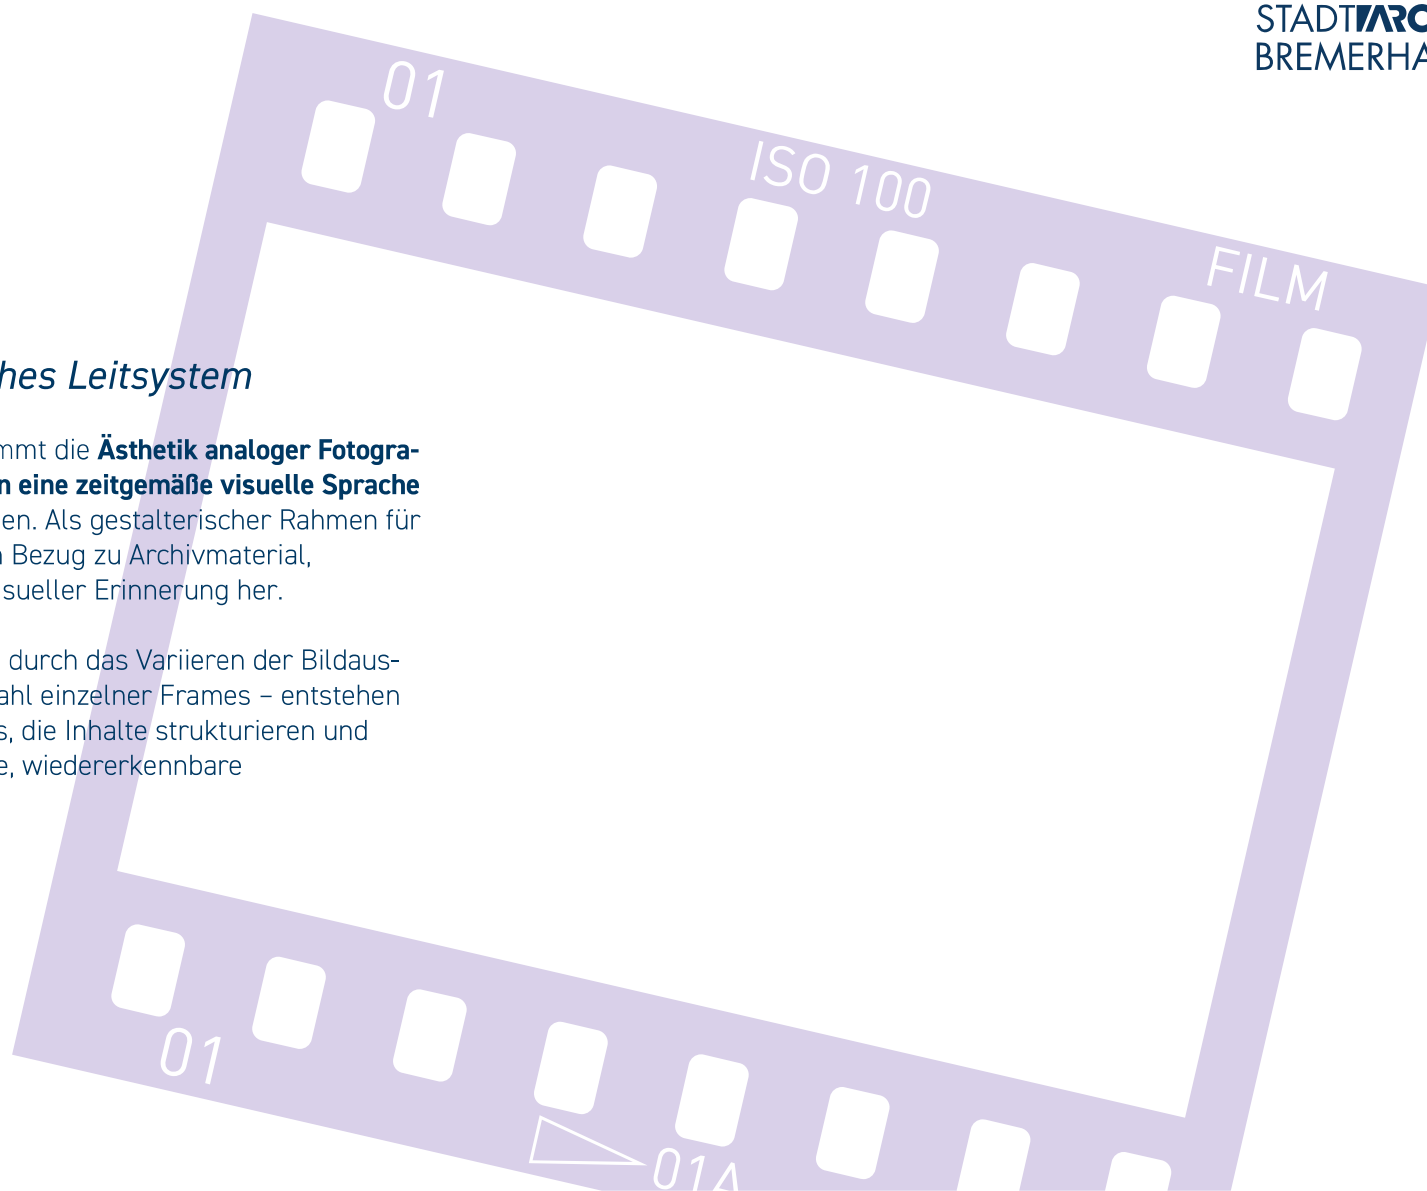 STADTARC
BREMERHA
01
ISO 100
FILM
hes Leitsystem
mmt die Ästhetik analoger Fotogra-
n eine zeitgemäße visuelle Sprache
en. Als gestalterischer Rahmen für
n Bezug zu Archivmaterial,
sueller Erinnerung her.
durch das Variieren der Bildaus-
ahl einzelner Frames – entstehen
s, die Inhalte strukturieren und
e, wiedererkennbare
01
01A